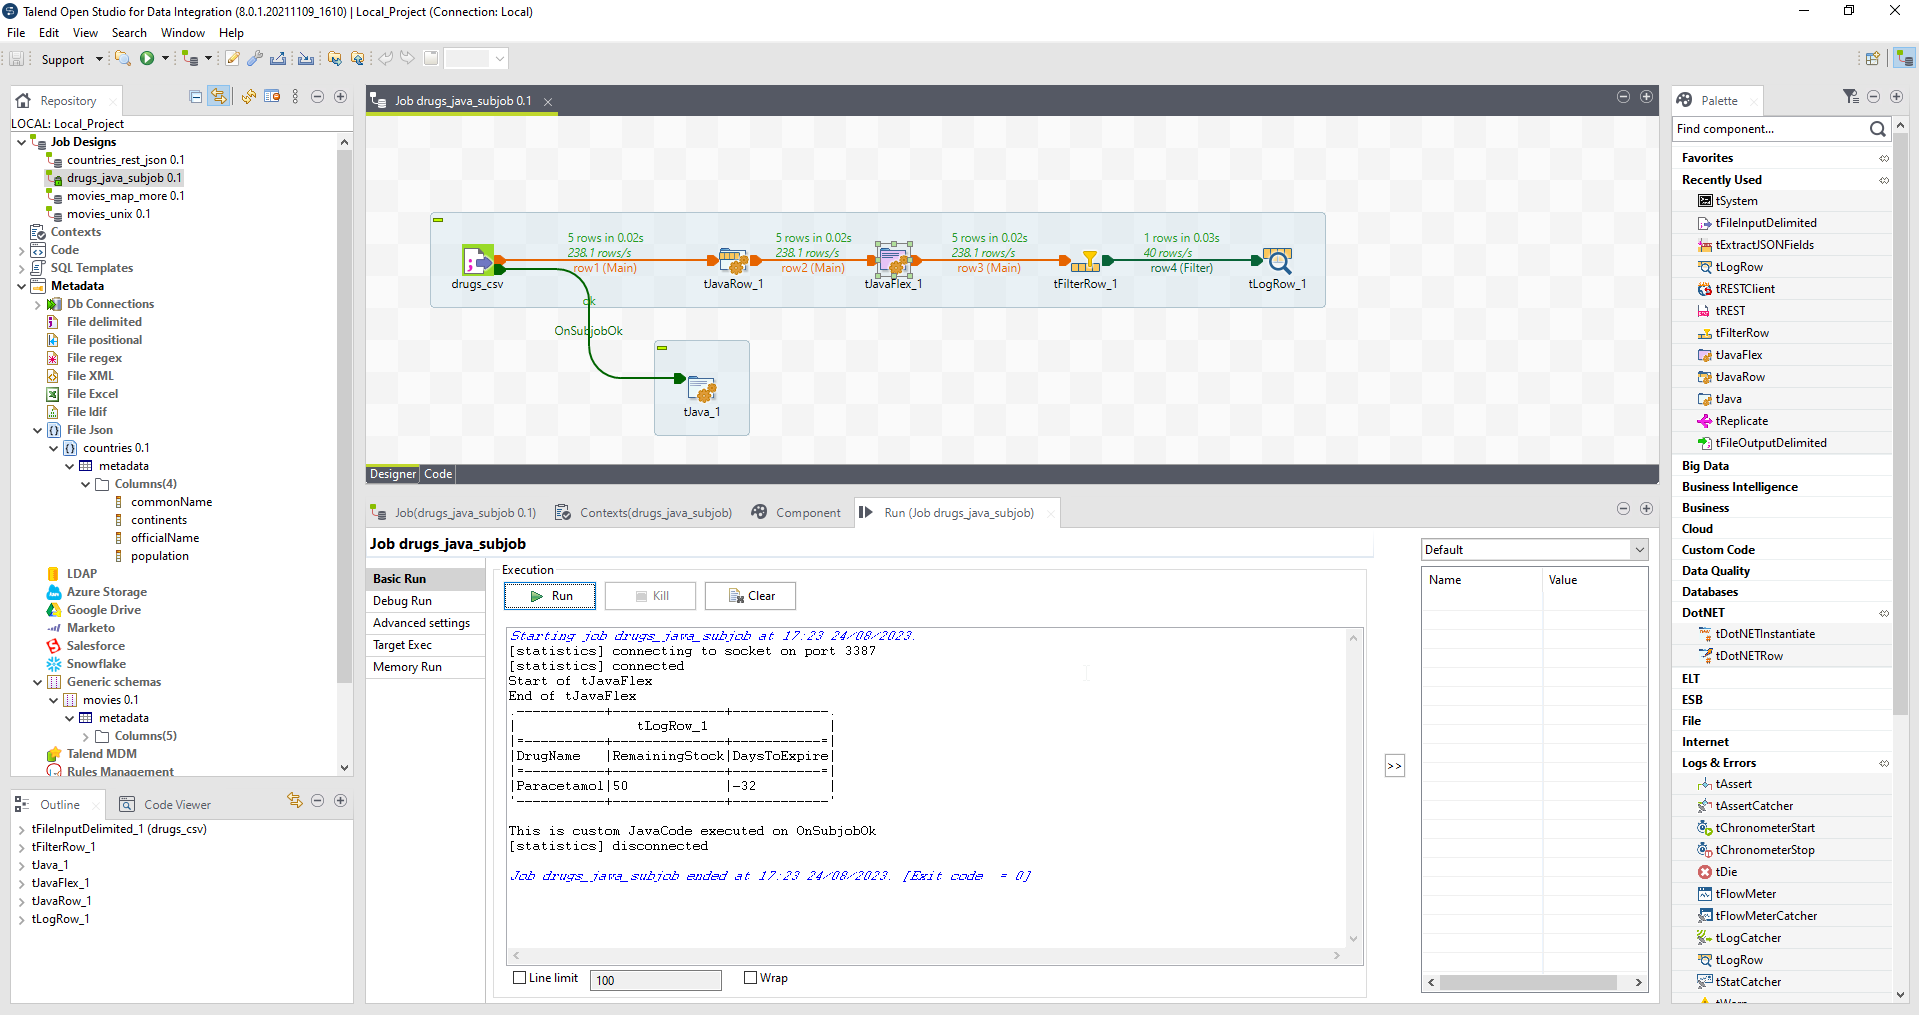 Talend Open Studio for Data Integration (8.0.1.20211109_1610) | Local_Project (Connection: Local)
File Edit View Search Window Help
Support
Repository
LOCAL: Local_Project
Job Designs
countries_rest_json 0.1
drugs_java_subjob 0.1
movies_map_more 0.1
movies_unix 0.1
Contexts
Code
SQL Templates
Metadata
Db Connections
File delimited
File positional
File regex
File XML
File Excel
File ldif
File Json
countries 0.1
metadata
Columns(4)
commonName
continents
officialName
population
LDAP
Azure Storage
Google Drive
Marketo
Salesforce
Snowflake
Generic schemas
movies 0.1
metadata
Columns(5)
Talend MDM
Rules Management
Outline
Code Viewer
tFileInputDelimited_1 (drugs_csv)
tFilterRow_1
tJava_1
tJavaFlex_1
tJavaRow_1
tLogRow_1
Job drugs_java_subjob 0.1
5 rows in 0.02s 5 rows in 0.02s 5 rows in 0.02s 1 rows in 0.03s
238.1 rows/s 238.1 rows/s 238.1 rows/s 40 rows/s
row1 (Main) row2 (Main) row3 (Main) row4 (Filter)
drugs_csv tJavaRow_1 tJavaFlex_1 tFilterRow_1 tLogRow_1
ok
OnSubjobOk
tJava_1
Designer Code
Job(drugs_java_subjob 0.1) Contexts(drugs_java_subjob) Component Run (Job drugs_java_subjob)
Job drugs_java_subjob
Basic Run
Debug Run
Advanced settings
Target Exec
Memory Run
Execution
Run Kill Clear
Starting job drugs_java_subjob at 17:23 24/08/2023.
[statistics] connecting to socket on port 3387
[statistics] connected
Start of tJavaFlex
End of tJavaFlex
.-----------+--------------+------------.
| tLogRow_1 |
|=----------+--------------+-----------=|
|DrugName |RemainingStock|DaysToExpire|
|=----------+--------------+-----------=|
|Paracetamol|50 |-32 |
'-----------+--------------+------------'
This is custom JavaCode executed on OnSubjobOk
[statistics] disconnected
Job drugs_java_subjob ended at 17:23 24/08/2023. [Exit code = 0]
Line limit 100 Wrap
>>
Default
Name Value
Palette
Find component...
Favorites
Recently Used
tSystem
tFileInputDelimited
tExtractJSONFields
tLogRow
tRESTClient
tREST
tFilterRow
tJavaFlex
tJavaRow
tJava
tReplicate
tFileOutputDelimited
Big Data
Business Intelligence
Business
Cloud
Custom Code
Data Quality
Databases
DotNET
tDotNETInstantiate
tDotNETRow
ELT
ESB
File
Internet
Logs & Errors
tAssert
tAssertCatcher
tChronometerStart
tChronometerStop
tDie
tFlowMeter
tFlowMeterCatcher
tLogCatcher
tLogRow
tStatCatcher